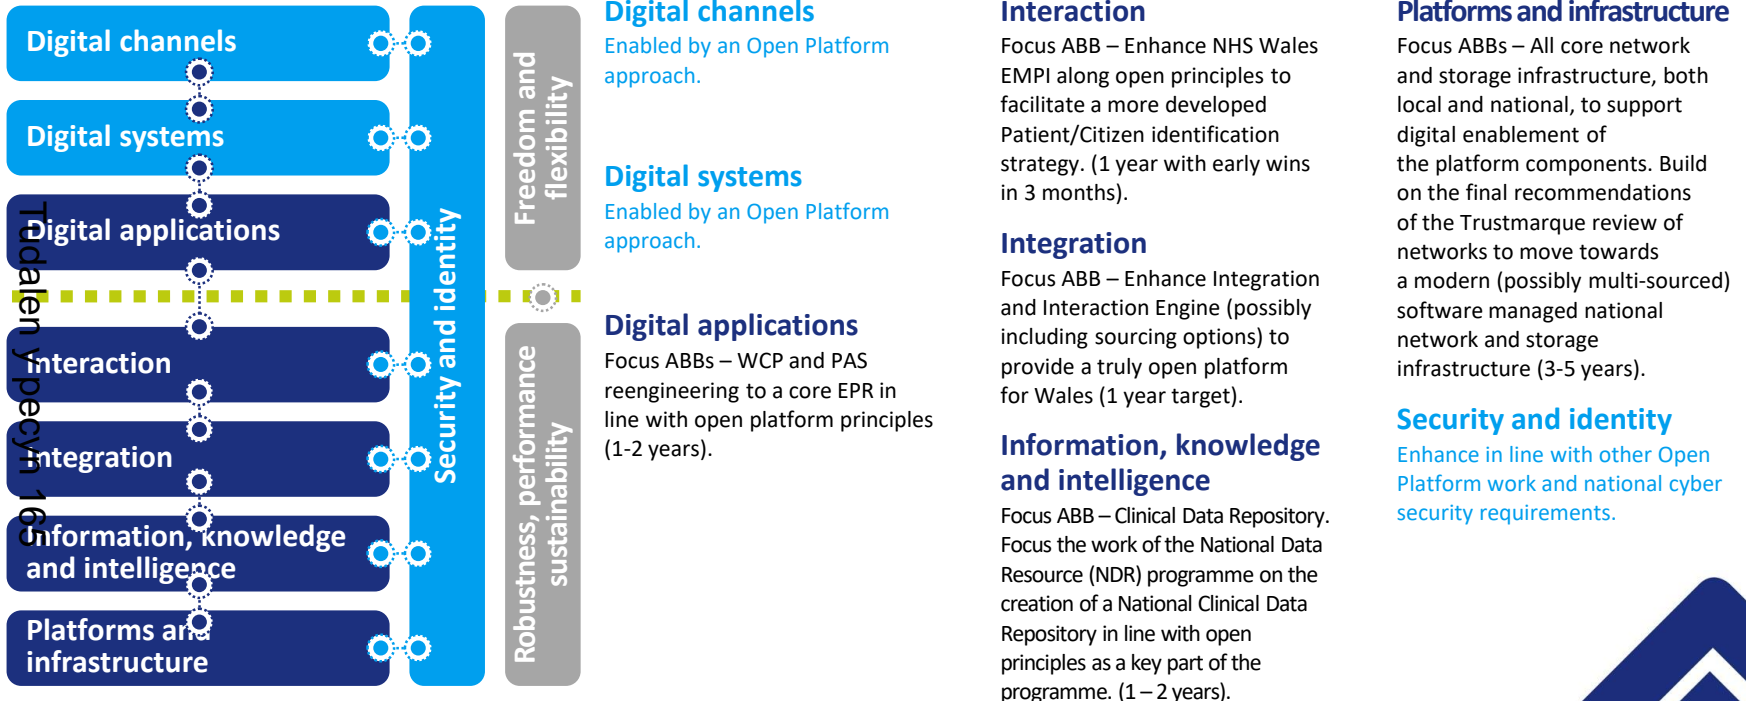 Digital channels
Digital systems
Digital applications
Interaction
Integration
Information, knowledge
and intelligence
Platforms and
infrastructure
Security and identity
Freedom and
flexibility
Robustness, performance
sustainability
Tudalen y pecyn 165
Digital channels
Enabled by an Open Platform
approach.
Digital systems
Enabled by an Open Platform
approach.
Digital applications
Focus ABBs – WCP and PAS
reengineering to a core EPR in
line with open platform principles
(1-2 years).
Interaction
Focus ABB – Enhance NHS Wales
EMPI along open principles to
facilitate a more developed
Patient/Citizen identification
strategy. (1 year with early wins
in 3 months).
Integration
Focus ABB – Enhance Integration
and Interaction Engine (possibly
including sourcing options) to
provide a truly open platform
for Wales (1 year target).
Information, knowledge
and intelligence
Focus ABB – Clinical Data Repository.
Focus the work of the National Data
Resource (NDR) programme on the
creation of a National Clinical Data
Repository in line with open
principles as a key part of the
programme. (1 – 2 years).
Platforms and infrastructure
Focus ABBs – All core network
and storage infrastructure, both
local and national, to support
digital enablement of
the platform components. Build
on the final recommendations
of the Trustmarque review of
networks to move towards
a modern (possibly multi-sourced)
software managed national
network and storage
infrastructure (3-5 years).
Security and identity
Enhance in line with other Open
Platform work and national cyber
security requirements.